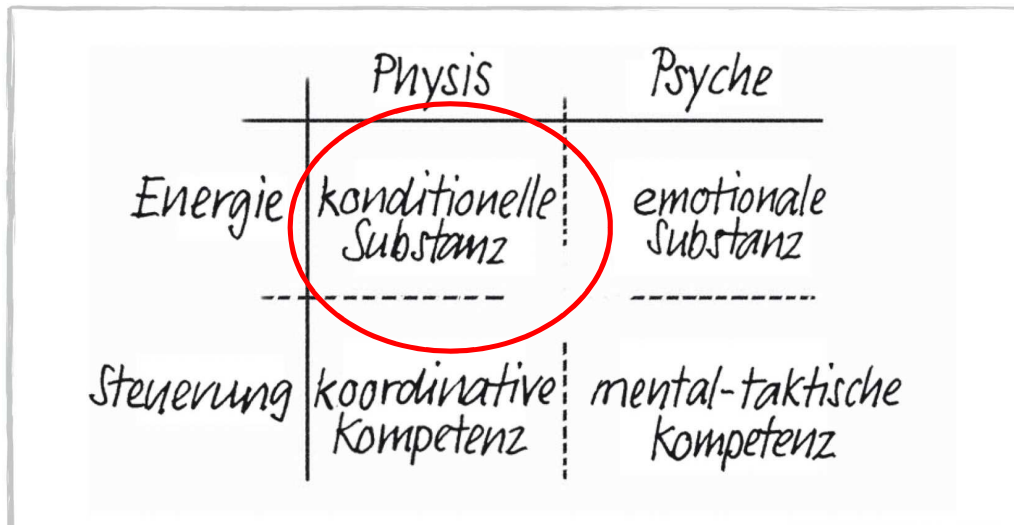 Physis Psyche
Energie konditionelle Substanz emotionale Substanz
Steuerung koordinative Kompetenz mental-taktische Kompetenz